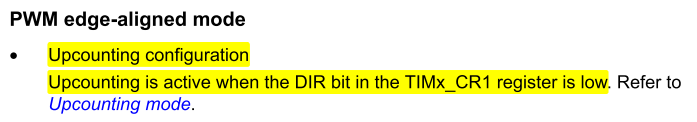 PWM edge-aligned mode
• Upcounting configuration
Upcounting is active when the DIR bit in the TIMx_CR1 register is low. Refer to
Upcounting mode.